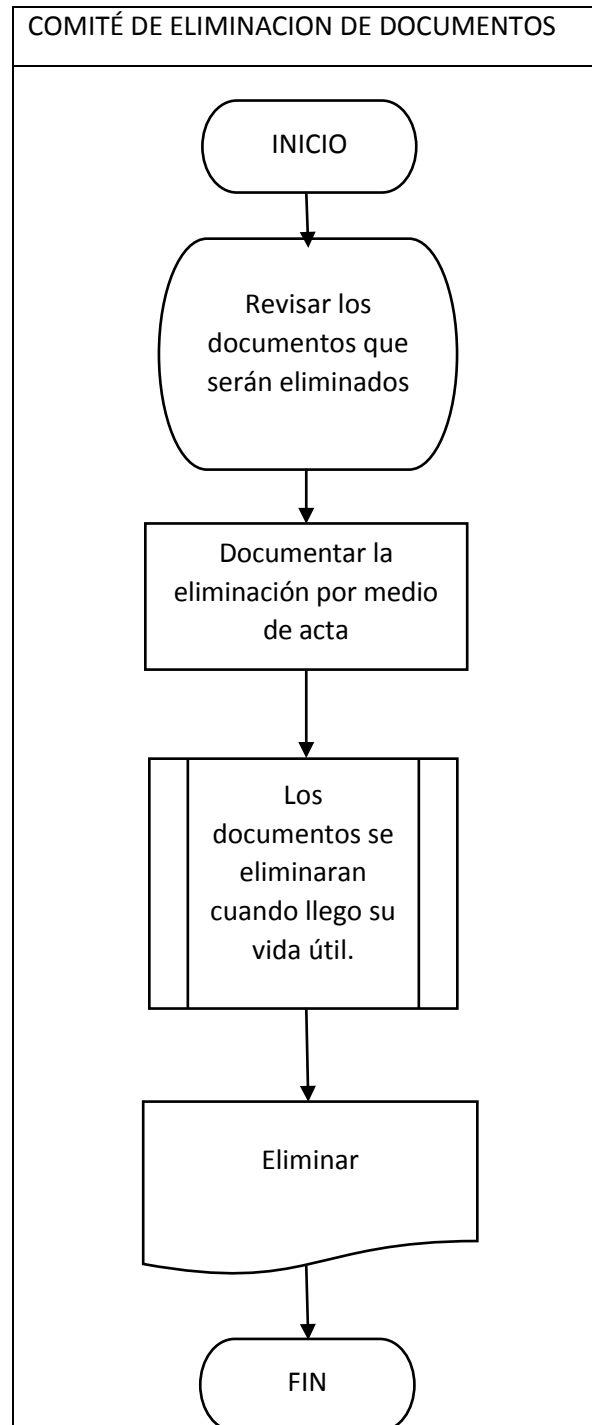 COMITÉ DE ELIMINACION DE DOCUMENTOS
INICIO
Revisar los
documentos que
serán eliminados
Documentar la
eliminación por medio
de acta
Los
documentos se
eliminaran
cuando llego su
vida útil.
Eliminar
FIN